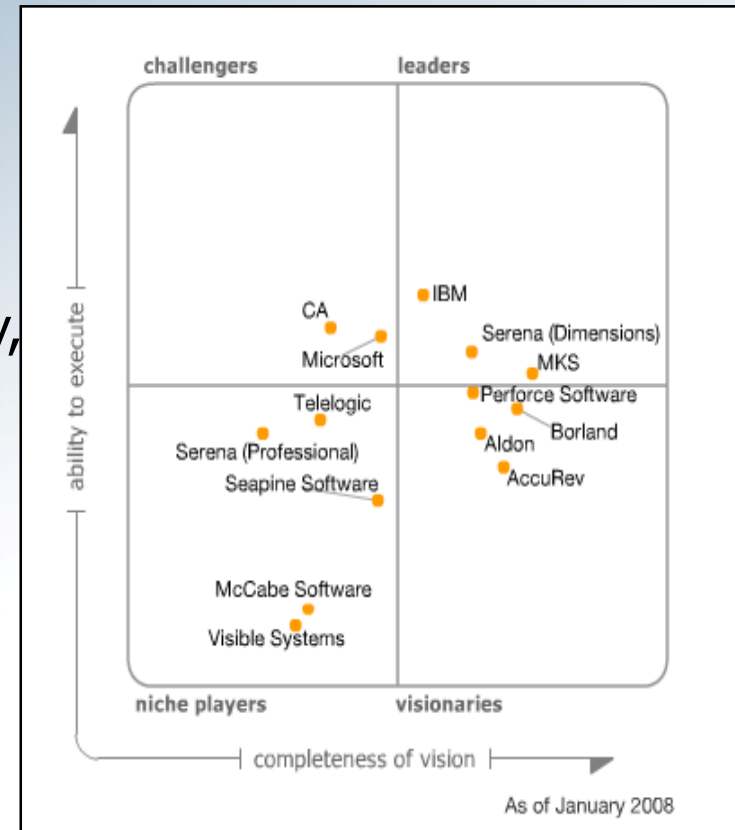 challengers
leaders
IBM
CA
Serena (Dimensions)
Microsoft
MKS
Perforce Software
Telelogic
Borland
Aldon
Serena (Professional)
AccuRev
Seapine Software
McCabe Software
Visible Systems
niche players
visionaries
ability to execute
completeness of vision
As of January 2008